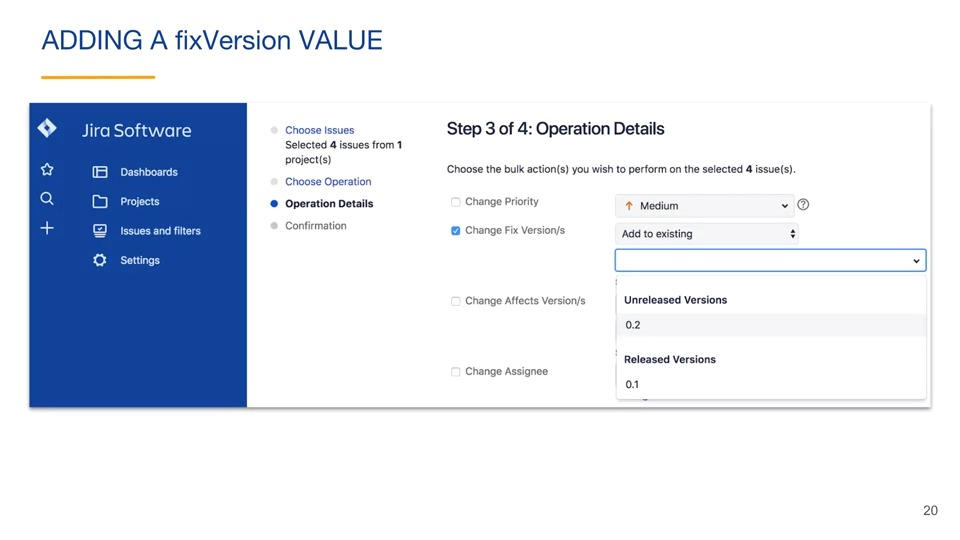 ADDING A fixVersion VALUE
Jira Software
Dashboards
Projects
Issues and filters
Settings
Choose Issues
Selected 4 issues from 1
project(s)
Choose Operation
Operation Details
Confirmation
Step 3 of 4: Operation Details
Choose the bulk action(s) you wish to perform on the selected 4 issue(s).
Change Priority
Medium
Change Fix Version/s
Add to existing
Unreleased Versions
Change Affects Version/s
0.2
Released Versions
Change Assignee
0.1
20